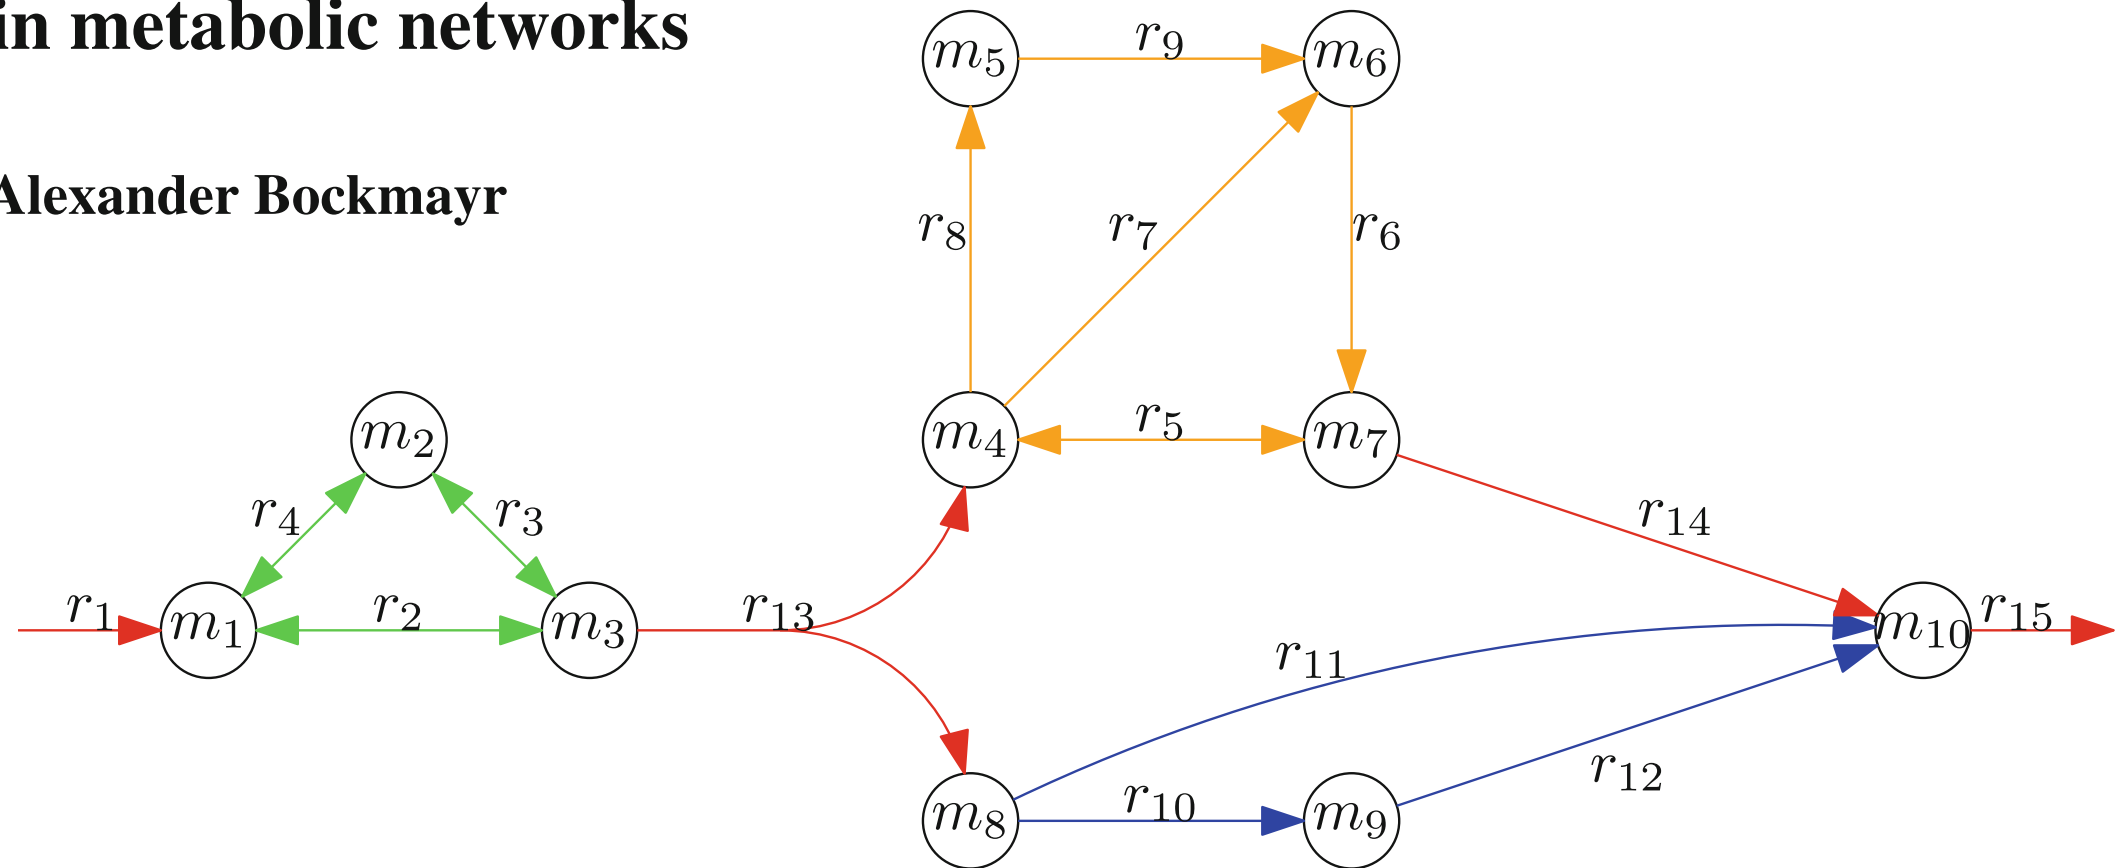 in metabolic networks
Alexander Bockmayr
m5
r9
m6
r8
r7
r6
m4
r5
m7
m2
r4
r3
r1
m1
r2
m3
r13
r14
r11
m10
r15
r12
m8
r10
m9